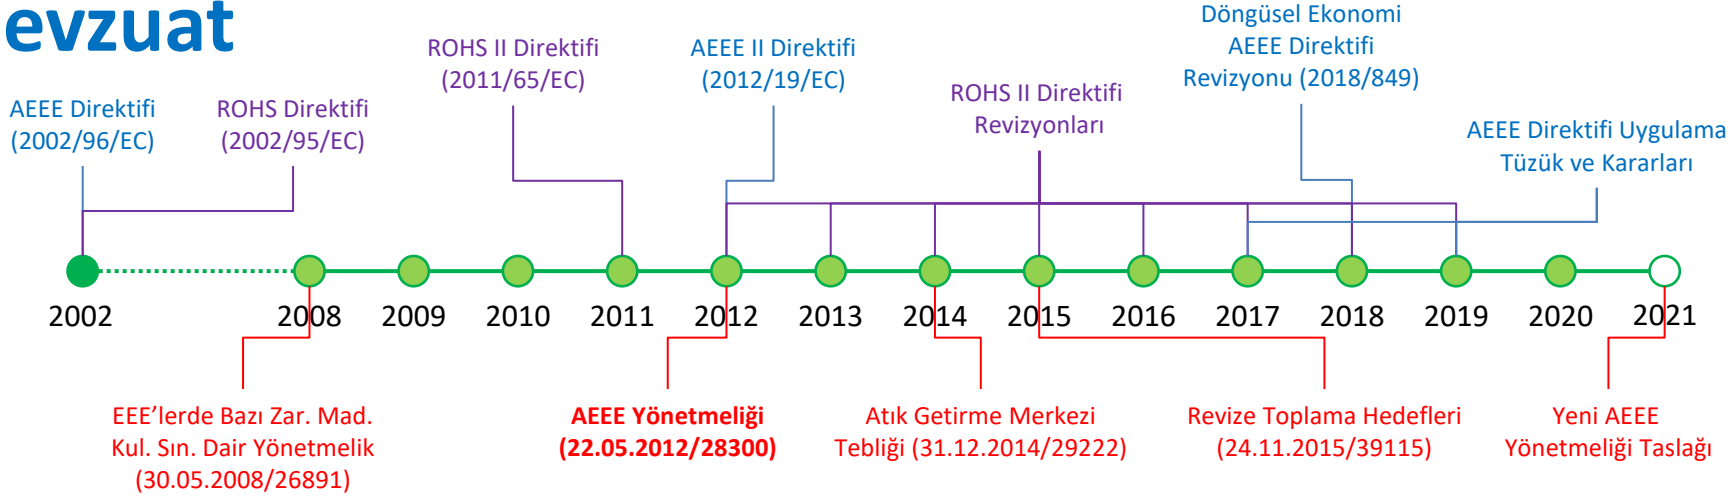 evzuat
AEEE Direktifi
(2002/96/EC)
ROHS Direktifi
(2002/95/EC)
ROHS II Direktifi
(2011/65/EC)
AEEE II Direktifi
(2012/19/EC)
ROHS II Direktifi
Revizyonları
Döngüsel Ekonomi
AEEE Direktifi
Revizyonu (2018/849)
AEEE Direktifi Uygulama
Tüzük ve Kararları
2002 2008 2009 2010 2011 2012 2013 2014 2015 2016 2017 2018 2019 2020 2021
EEE’lerde Bazı Zar. Mad.
Kul. Sın. Dair Yönetmelik
(30.05.2008/26891)
AEEE Yönetmeliği
(22.05.2012/28300)
Atık Getirme Merkezi
Tebliği (31.12.2014/29222)
Revize Toplama Hedefleri
(24.11.2015/39115)
Yeni AEEE
Yönetmeliği Taslağı